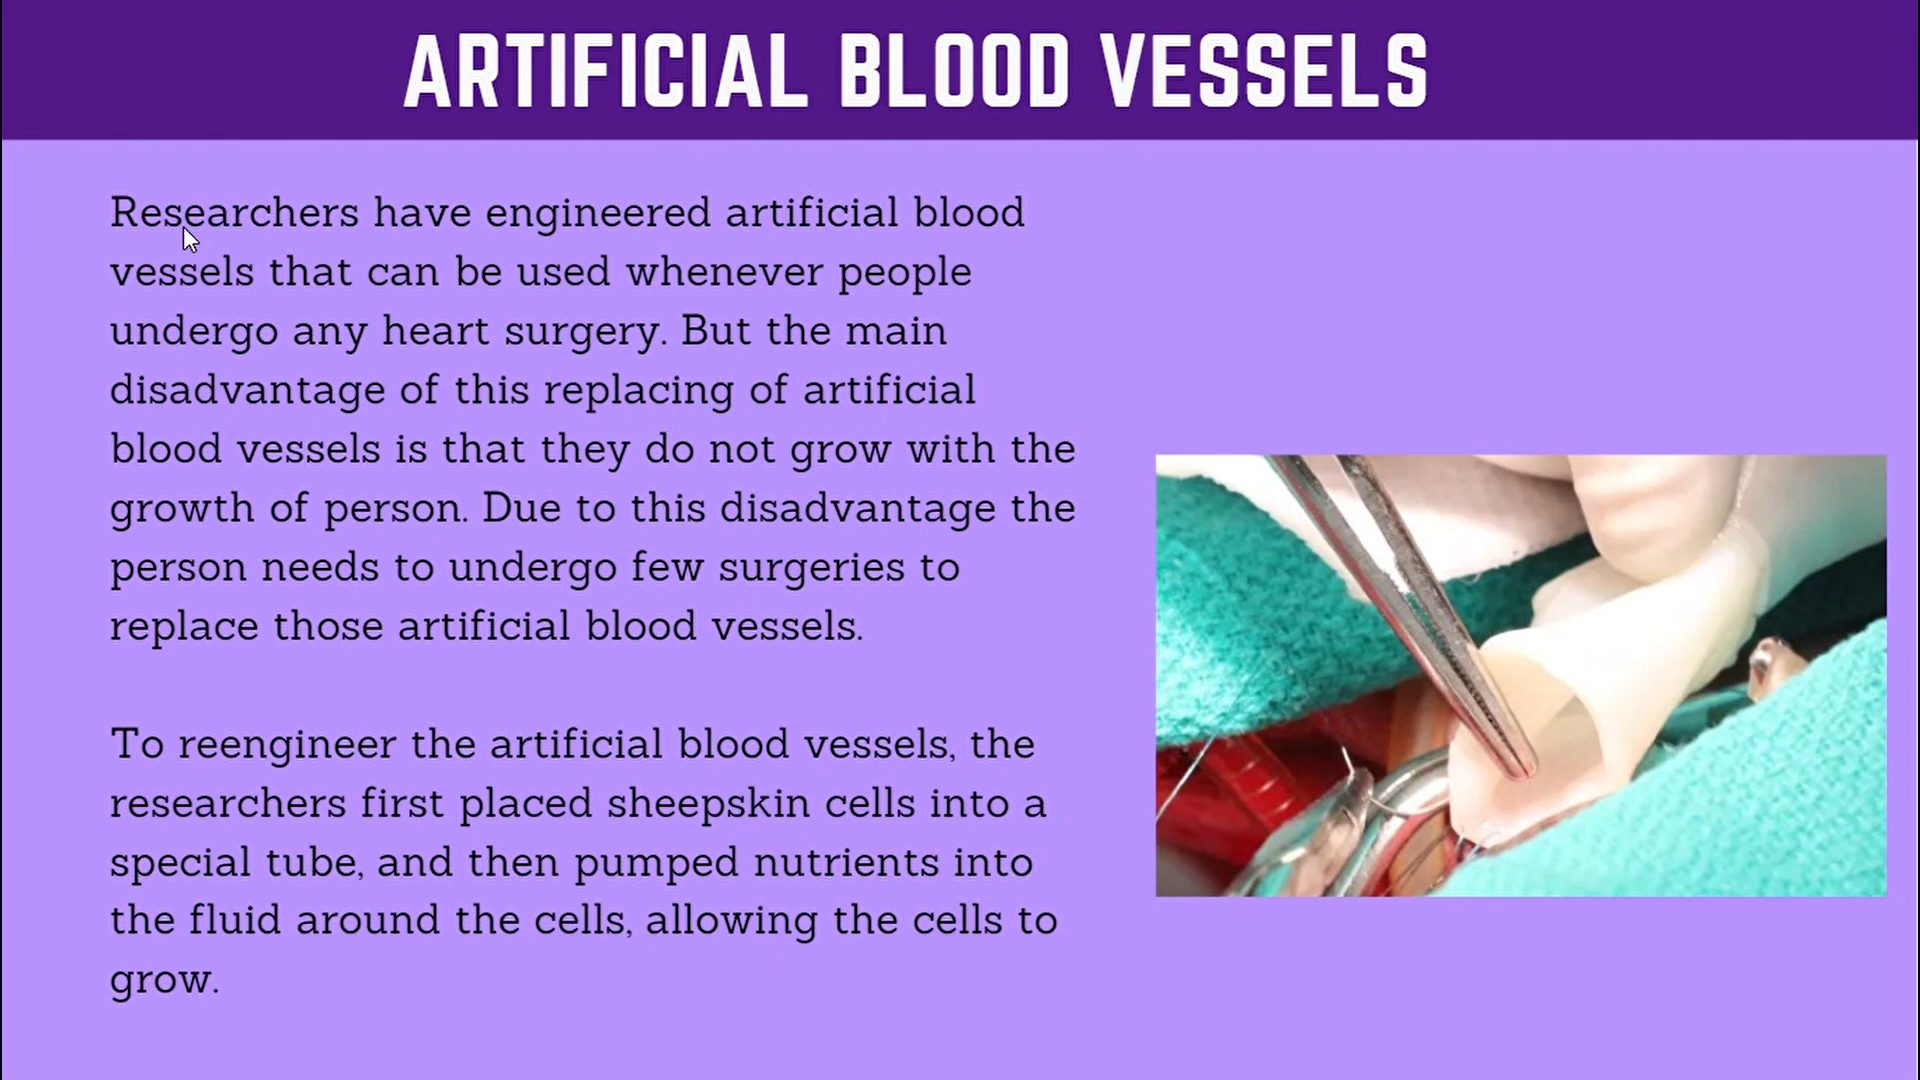 ARTIFICIAL BLOOD VESSELS
Researchers have engineered artificial blood
vessels that can be used whenever people
undergo any heart surgery. But the main
disadvantage of this replacing of artificial
blood vessels is that they do not grow with the
growth of person. Due to this disadvantage the
person needs to undergo few surgeries to
replace those artificial blood vessels.
To reengineer the artificial blood vessels, the
researchers first placed sheepskin cells into a
special tube, and then pumped nutrients into
the fluid around the cells, allowing the cells to
grow.